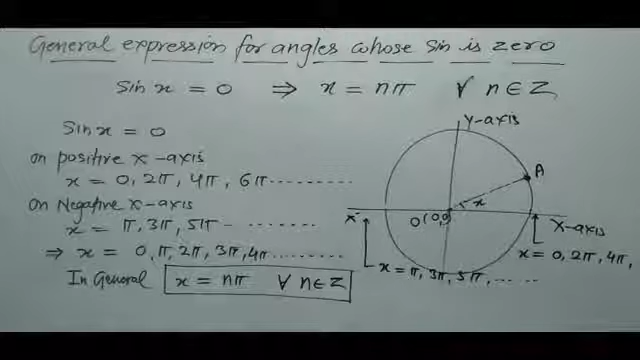 General expression for angles whose sin is zero
Sin x = 0 ⇒ x = nπ ∀ n∈Z
Sin x = 0
on positive x-axis
x = 0, 2π, 4π, 6π..........
on Negative x-axis
x = π, 3π, 5π- ........
⇒ x = 0, π, 2π, 3π, 4π..........
In General x = nπ ∀ n∈Z
Y-axis
A
x
O(0,0)
X-axis
x = 0, 2π, 4π,
x = π, 3π, 5π, ......